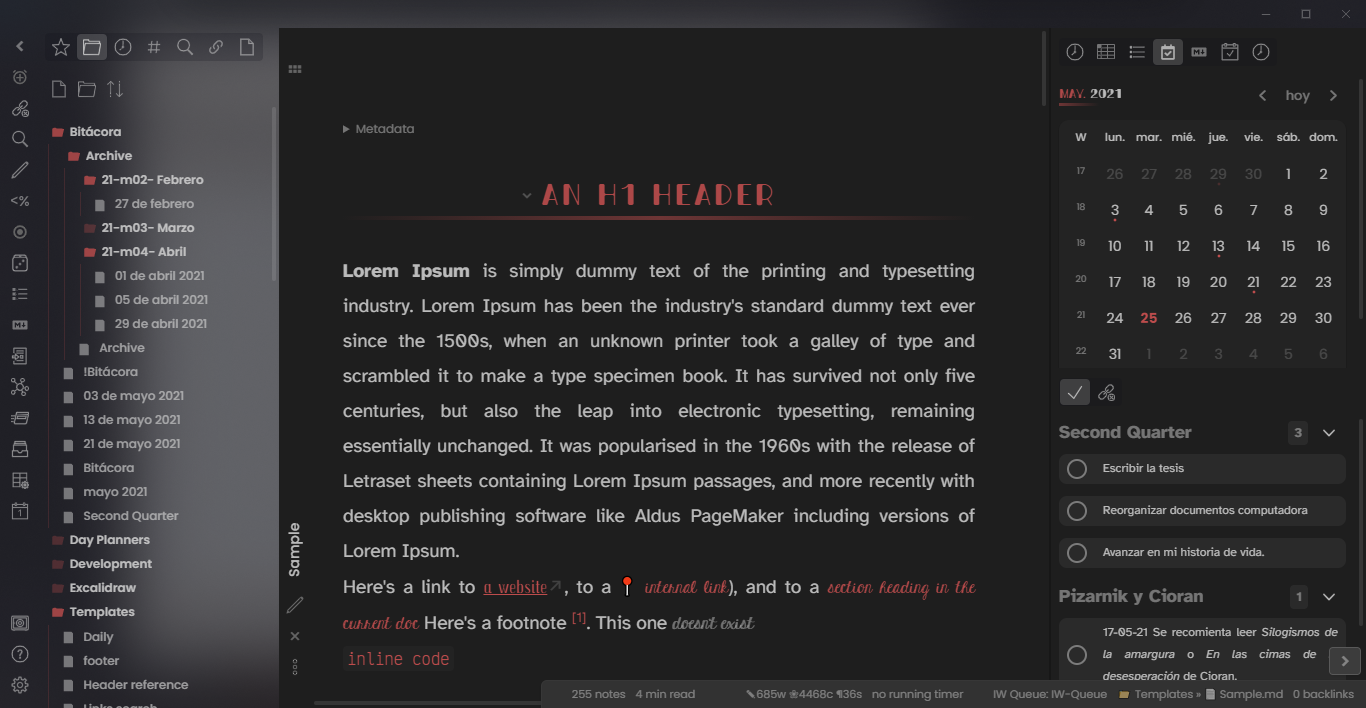 Bitácora
Archive
21-m02- Febrero
27 de febrero
21-m03- Marzo
21-m04- Abril
01 de abril 2021
05 de abril 2021
29 de abril 2021
Archive
!Bitácora
03 de mayo 2021
13 de mayo 2021
21 de mayo 2021
Bitácora
mayo 2021
Second Quarter
Day Planners
Development
Excalidraw
Templates
Daily
footer
Header reference
Links search
Sample
Metadata
AN H1 HEADER
Lorem Ipsum is simply dummy text of the printing and typesetting
industry. Lorem Ipsum has been the industry's standard dummy text ever
since the 1500s, when an unknown printer took a galley of type and
scrambled it to make a type specimen book. It has survived not only five
centuries, but also the leap into electronic typesetting, remaining
essentially unchanged. It was popularised in the 1960s with the release of
Letraset sheets containing Lorem Ipsum passages, and more recently with
desktop publishing software like Aldus PageMaker including versions of
Lorem Ipsum.
Here's a link to a website, to a 📍 internal link), and to a section heading in the
current doc Here's a footnote [1]. This one doesnt exist
inline code
MAY. 2021 hoy
W lun. mar. mié. jue. vie. sáb. dom.
17 26 27 28 29 30 1 2
18 3 4 5 6 7 8 9
19 10 11 12 13 14 15 16
20 17 18 19 20 21 22 23
21 24 25 26 27 28 29 30
22 31 1 2 3 4 5 6
Second Quarter 3
Escribir la tesis
Reorganizar documentos computadora
Avanzar en mi historia de vida.
Pizarnik y Cioran 1
17-05-21 Se recomienta leer Silogismos de
la amargura o En las cimas de
desesperación de Cioran.
255 notes 4 min read 685w 4468c ¶36s no running timer IW Queue: IW-Queue Templates » Sample.md 0 backlinks